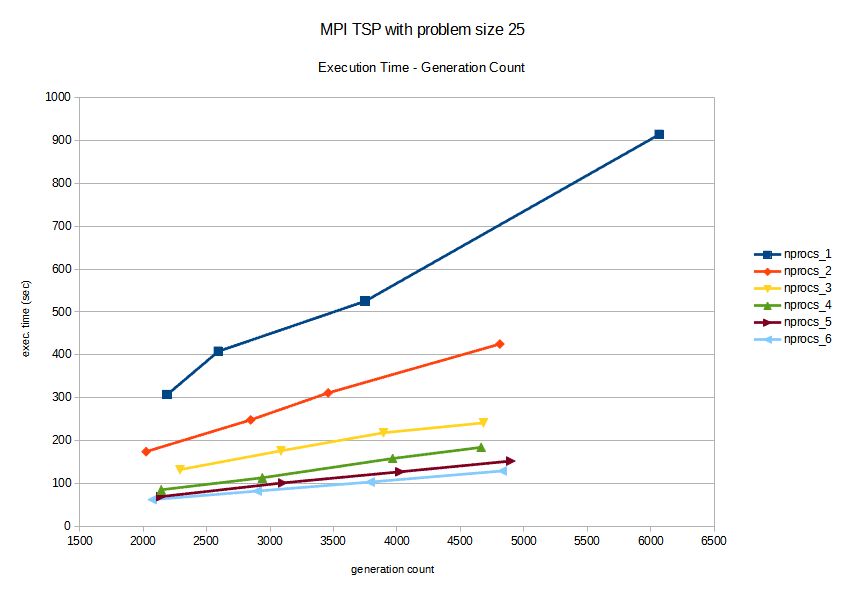 MPI TSP with problem size 25
Execution Time - Generation Count
1000
900
800
700
600
500
400
300
200
100
0
exec. time (sec)
1500 2000 2500 3000 3500 4000 4500 5000 5500 6000 6500
generation count
nprocs_1
nprocs_2
nprocs_3
nprocs_4
nprocs_5
nprocs_6